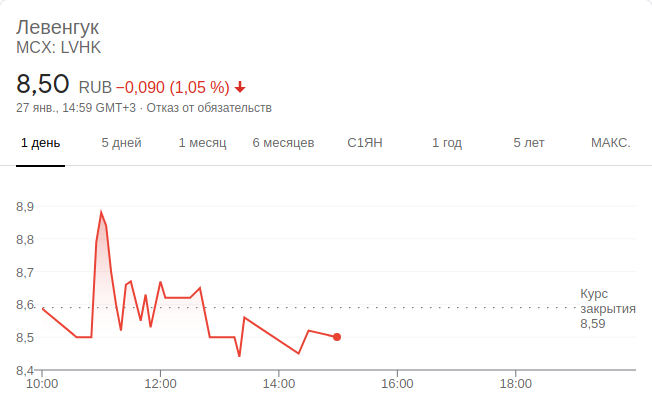 Левенгук
MCX: LVHK
8,50 RUB −0,090 (1,05 %)
27 янв., 14:59 GMT+3 · Отказ от обязательств
1 день 5 дней 1 месяц 6 месяцев С1ЯН 1 год 5 лет МАКС.
8,9
8,8
8,7
8,6
8,5
8,4
Курс
закрытия
8,59
10:00 12:00 14:00 16:00 18:00